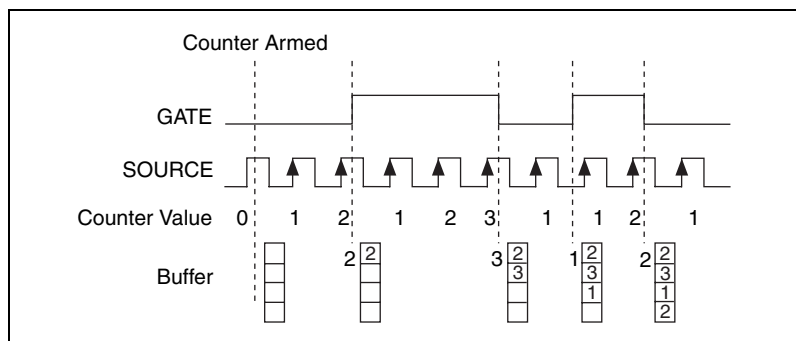 Counter Armed
GATE
SOURCE
Counter Value 0 1 2 1 2 3 1 1 2 1
Buffer
2 2
3 2 3
1 2 3 1
2 2 3 1 2